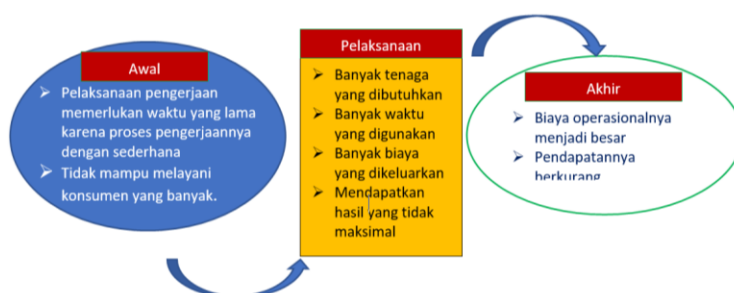 Awal
➢ Pelaksanaan pengerjaan
memerlukan waktu yang lama
karena proses pengerjaannya
dengan sederhana
➢ Tidak mampu melayani
konsumen yang banyak.
Pelaksanaan
➢ Banyak tenaga
yang dibutuhkan
➢ Banyak waktu
yang digunakan
➢ Banyak biaya
yang dikeluarkan
➢ Mendapatkan
hasil yang tidak
maksimal
Akhir
➢ Biaya operasionalnya
menjadi besar
➢ Pendapatannya
berkurang